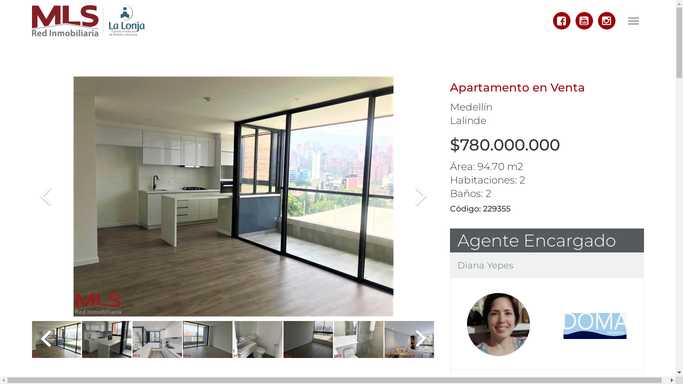 MLS
Red Inmobiliaria
La Lonja
Apartamento en Venta
Medellín
Lalinde
$780.000.000
Área: 94.70 m2
Habitaciones: 2
Baños: 2
Código: 229355
MLS
Red Inmobiliaria
Agente Encargado
Diana Yepes
DOMA